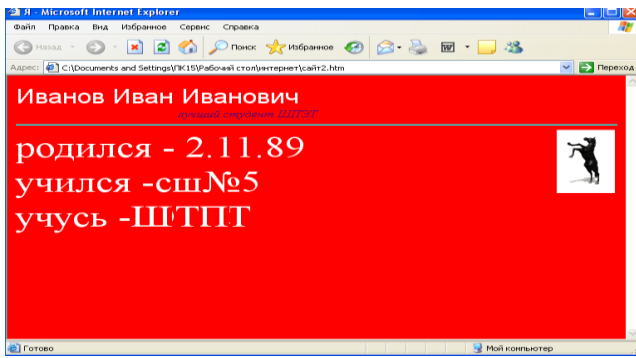 Я - Microsoft Internet Explorer
Файл Правка Вид Избранное Сервис Справка
Назад Поиск Избранное
Адрес: C:\Documents and Settings\ПК15\Рабочий стол\интернет\сайт2.htm Переход
Иванов Иван Иванович
лучший студент ШТЭТ
родился - 2.11.89
учился -сш№5
учусь -ШТПТ
Готово Мой компьютер